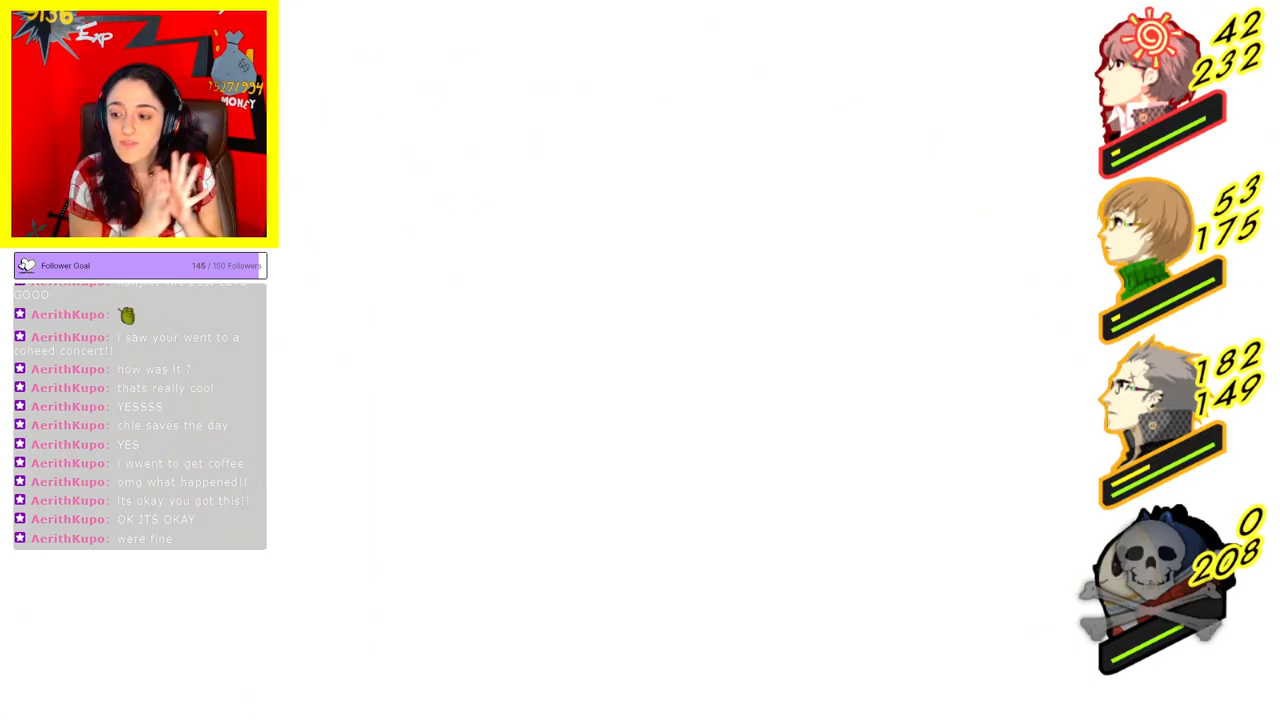 9136
Exp
15271994
MONEY
Follower Goal
145 / 150 Followers
GOOO
AerithKupo:
AerithKupo: I saw your went to a
coheed concert!!
AerithKupo: how was it ?
AerithKupo: thats really cool
AerithKupo: YESSSS
AerithKupo: chie saves the day
AerithKupo: YES
AerithKupo: I wwent to get coffee
AerithKupo: omg what happened!!
AerithKupo: its okay you got this!!
AerithKupo: OK ITS OKAY
AerithKupo: were fine
42
232
53
175
182
149
0
208